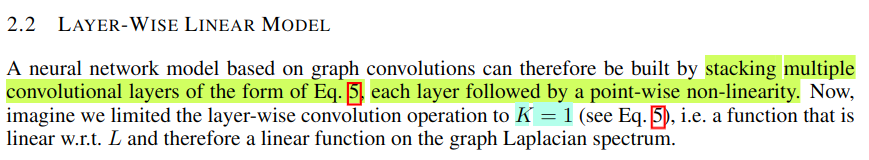 2.2 LAYER-WISE LINEAR MODEL
A neural network model based on graph convolutions can therefore be built by stacking multiple
convolutional layers of the form of Eq. 5, each layer followed by a point-wise non-linearity. Now,
imagine we limited the layer-wise convolution operation to K = 1 (see Eq. 5), i.e. a function that is
linear w.r.t. L and therefore a linear function on the graph Laplacian spectrum.